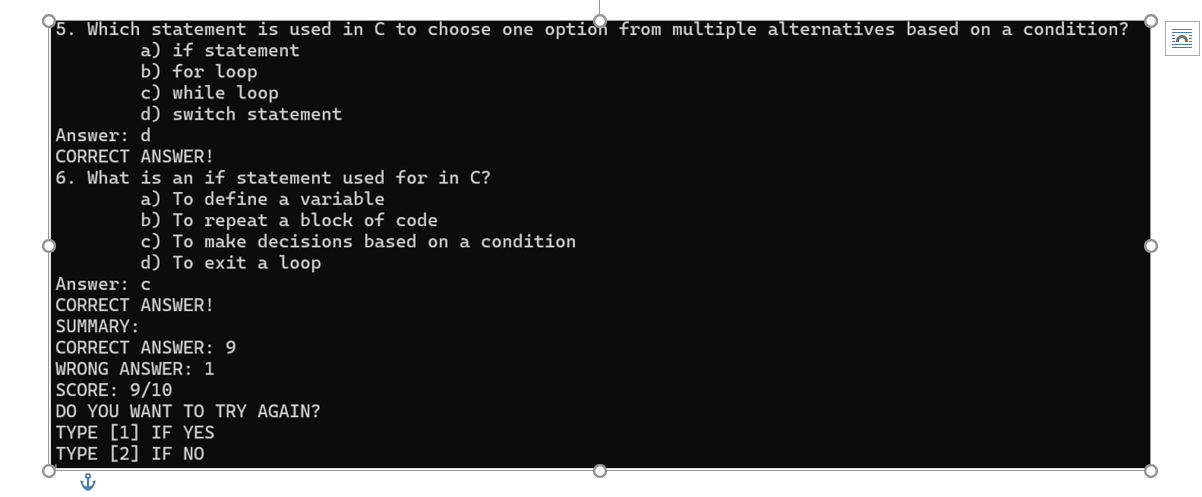 5. Which statement is used in C to choose one option from multiple alternatives based on a condition?
a) if statement
b) for loop
c) while loop
d) switch statement
Answer: d
CORRECT ANSWER!
6. What is an if statement used for in C?
a) To define a variable
b) To repeat a block of code
c) To make decisions based on a condition
d) To exit a loop
Answer: c
CORRECT ANSWER!
SUMMARY:
CORRECT ANSWER: 9
WRONG ANSWER: 1
SCORE: 9/10
DO YOU WANT TO TRY AGAIN?
TYPE [1] IF YES
TYPE [2] IF NO